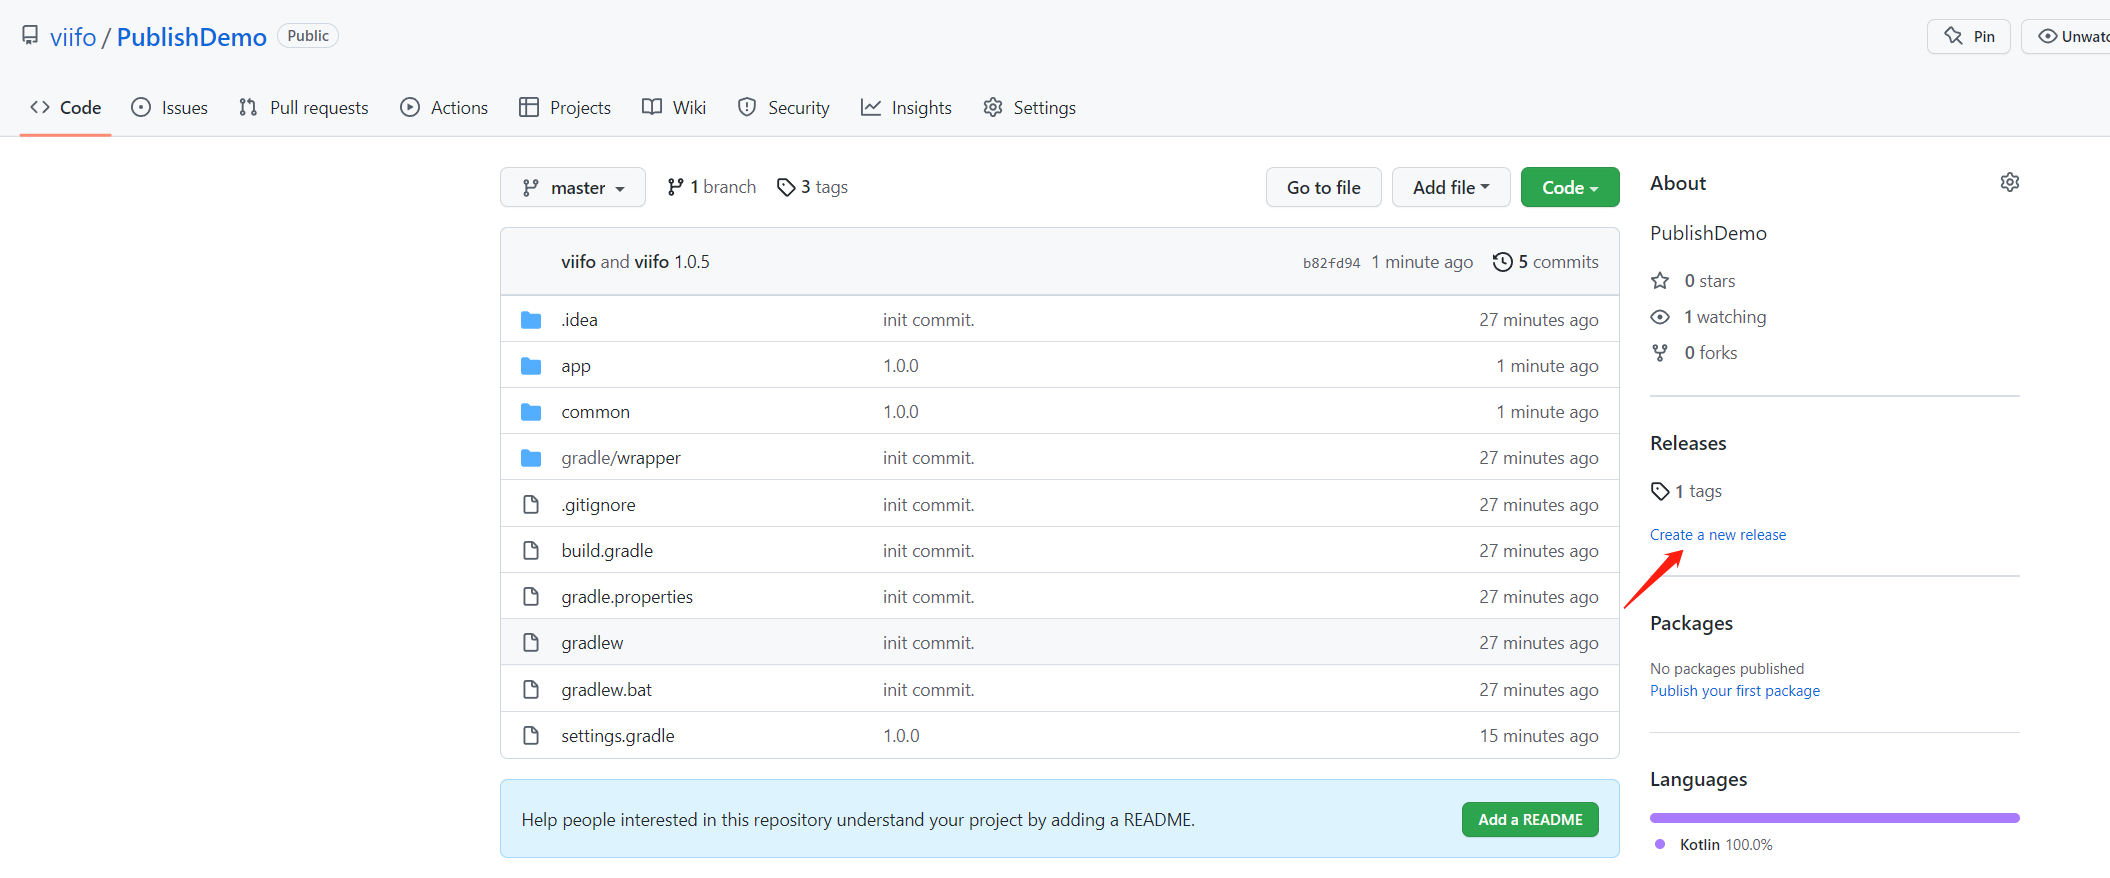 viifo / PublishDemo Public Pin Unwatc
Code Issues Pull requests Actions Projects Wiki Security Insights Settings
master 1 branch 3 tags Go to file Add file Code
viifo and viifo 1.0.5 b82fd94 1 minute ago 5 commits
.idea init commit. 27 minutes ago
app 1.0.0 1 minute ago
common 1.0.0 1 minute ago
gradle/wrapper init commit. 27 minutes ago
.gitignore init commit. 27 minutes ago
build.gradle init commit. 27 minutes ago
gradle.properties init commit. 27 minutes ago
gradlew init commit. 27 minutes ago
gradlew.bat init commit. 27 minutes ago
settings.gradle 1.0.0 15 minutes ago
Help people interested in this repository understand your project by adding a README. Add a README
About
PublishDemo
0 stars
1 watching
0 forks
Releases
1 tags
Create a new release
Packages
No packages published
Publish your first package
Languages
Kotlin 100.0%